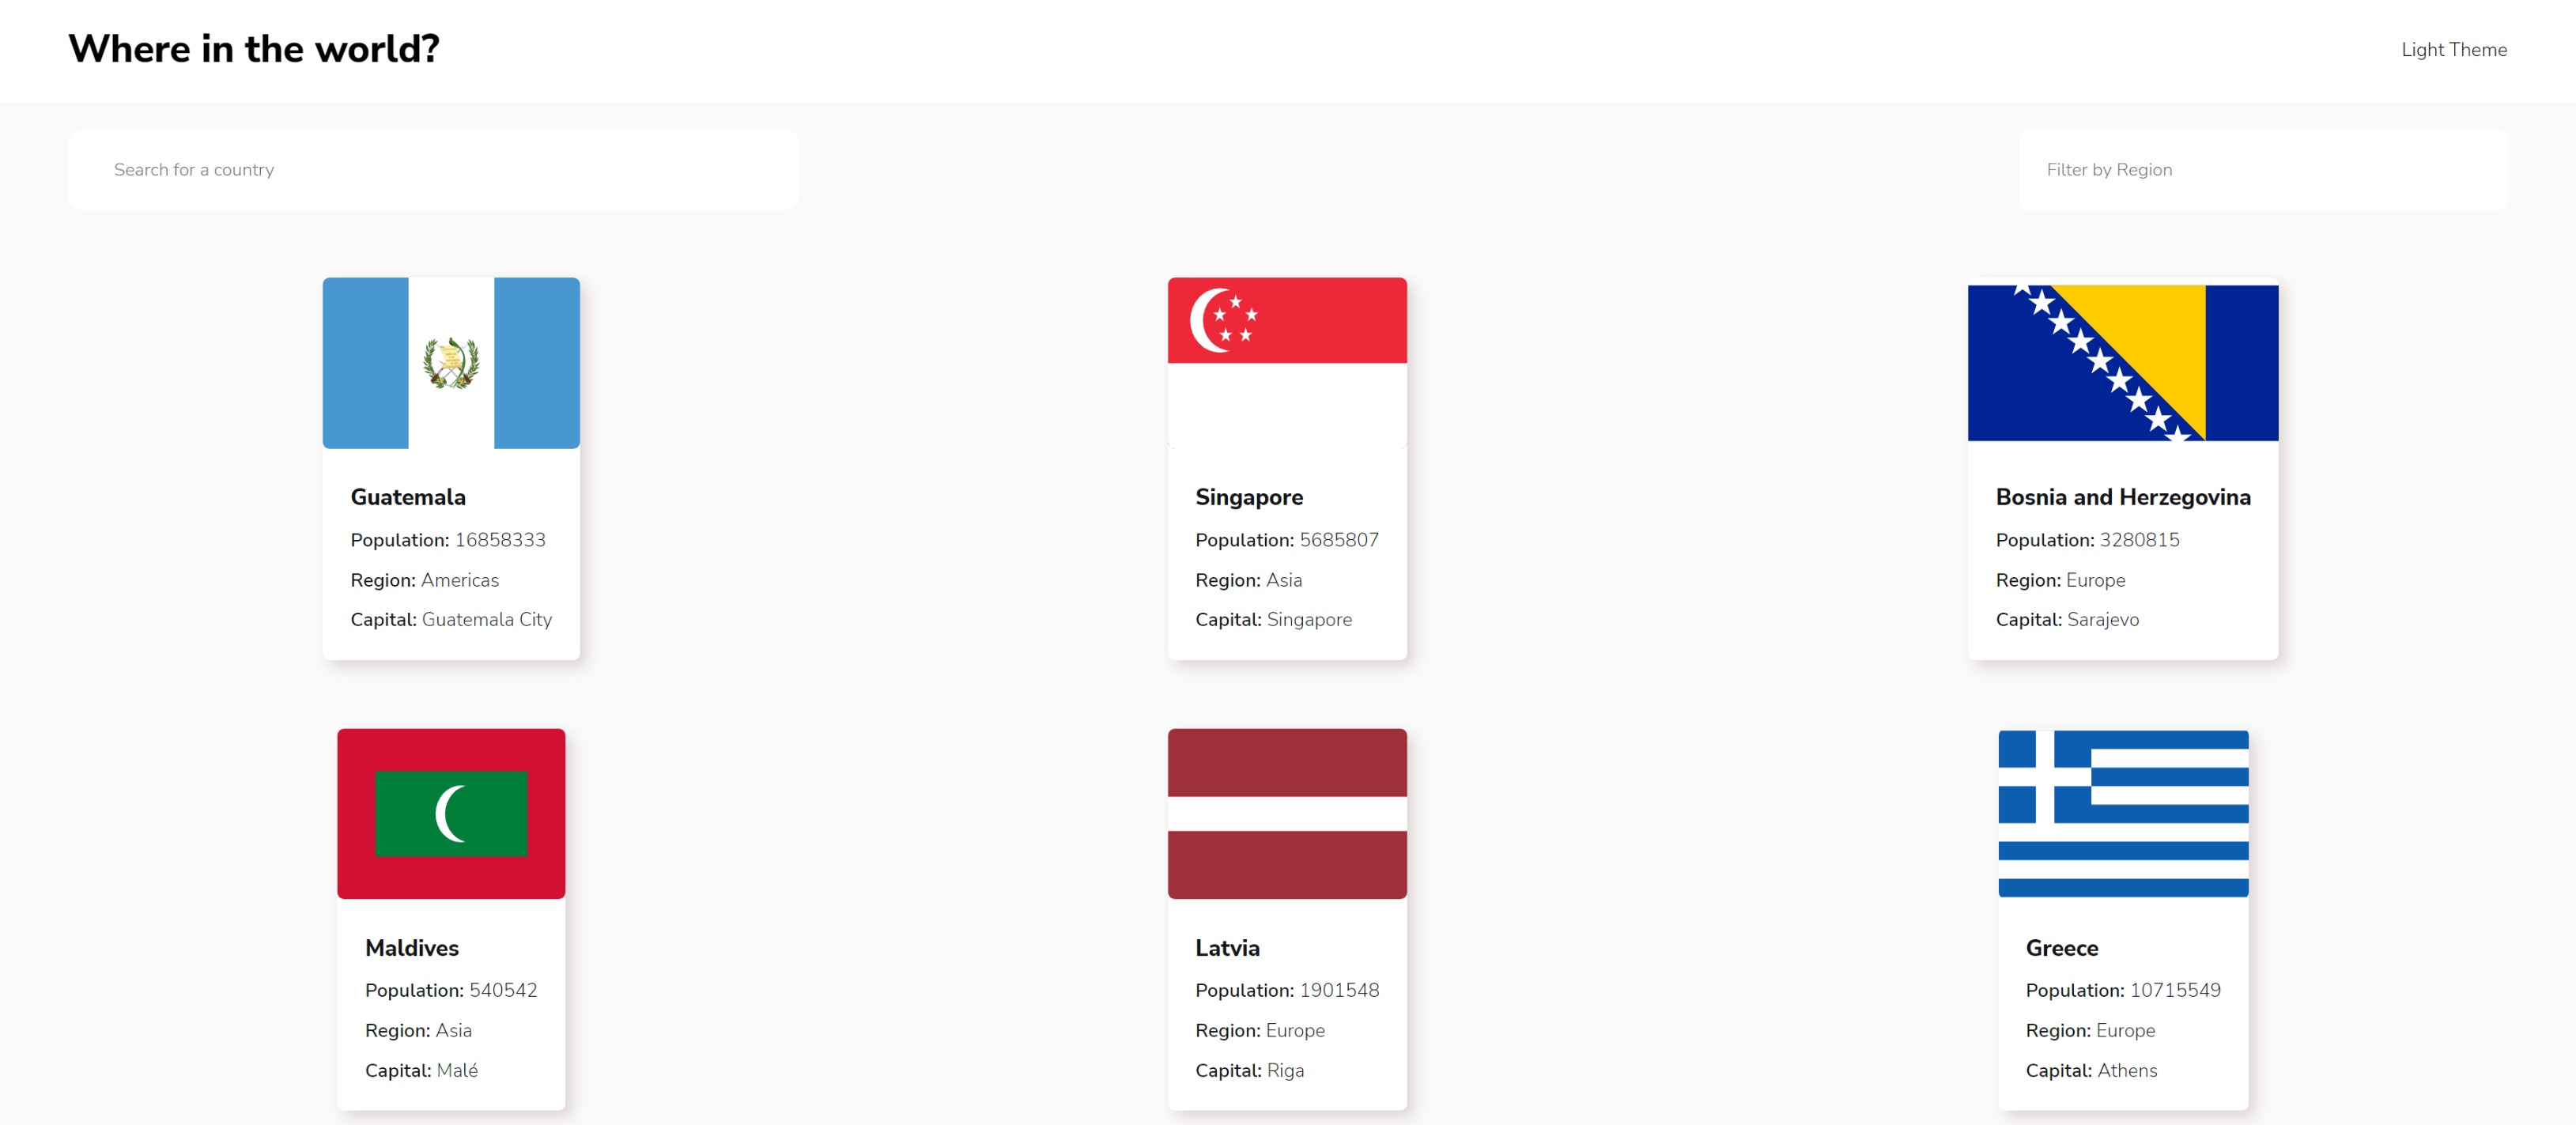 Where in the world?
Light Theme
Search for a country
Filter by Region
Guatemala
Population: 16858333
Region: Americas
Capital: Guatemala City
Singapore
Population: 5685807
Region: Asia
Capital: Singapore
Bosnia and Herzegovina
Population: 3280815
Region: Europe
Capital: Sarajevo
Maldives
Population: 540542
Region: Asia
Capital: Malé
Latvia
Population: 1901548
Region: Europe
Capital: Riga
Greece
Population: 10715549
Region: Europe
Capital: Athens